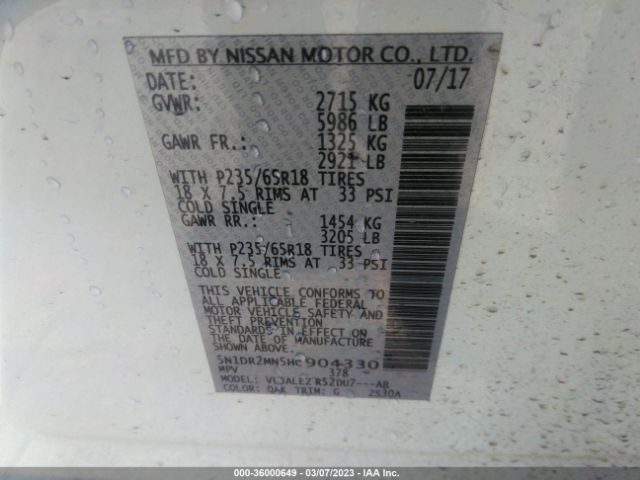 MFD BY NISSAN MOTOR CO., LTD.
DATE: 07/17
GVWR: 2715 KG
5986 LB
GAWR FR.: 1325 KG
2921 LB
WITH P235/65R18 TIRES
18 X 7.5 RIMS AT 33 PSI
COLD SINGLE
GAWR RR.: 1454 KG
3205 LB
WITH P235/65R18 TIRES
18 X 7.5 RIMS AT 33 PSI
COLD SINGLE
THIS VEHICLE CONFORMS TO
ALL APPLICABLE FEDERAL
MOTOR VEHICLE SAFETY AND
STANDARDS IN EFFECT ON
THE DATE OF MANUFACTURE
SHOWN ABOVE.
5N1DR2MN5HC904330
MPV 378
MODEL: R52DU7---AB
COLOR: QAK TRIM: G 2530A
000-36000649 - 03/07/2023 - IAA Inc.